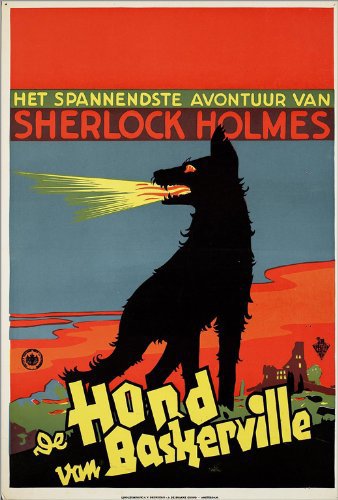 HET SPANNENDSTE AVONTUUR VAN
SHERLOCK HOLMES
De Hond
van Baskerville